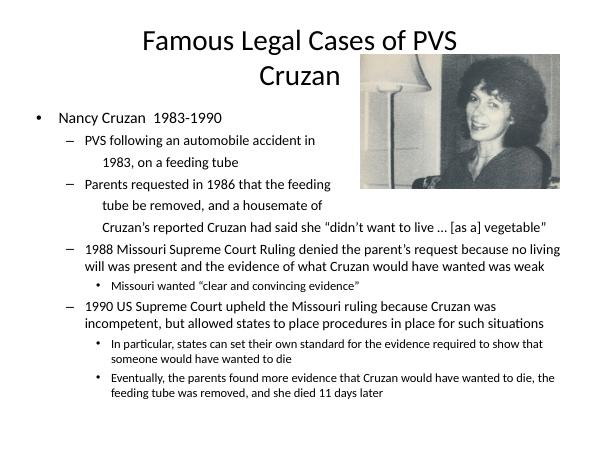 Famous Legal Cases of PVS
Cruzan
• Nancy Cruzan 1983-1990
– PVS following an automobile accident in
1983, on a feeding tube
– Parents requested in 1986 that the feeding
tube be removed, and a housemate of
Cruzan’s reported Cruzan had said she “didn’t want to live … [as a] vegetable”
– 1988 Missouri Supreme Court Ruling denied the parent’s request because no living
will was present and the evidence of what Cruzan would have wanted was weak
• Missouri wanted “clear and convincing evidence”
– 1990 US Supreme Court upheld the Missouri ruling because Cruzan was
incompetent, but allowed states to place procedures in place for such situations
• In particular, states can set their own standard for the evidence required to show that
someone would have wanted to die
• Eventually, the parents found more evidence that Cruzan would have wanted to die, the
feeding tube was removed, and she died 11 days later